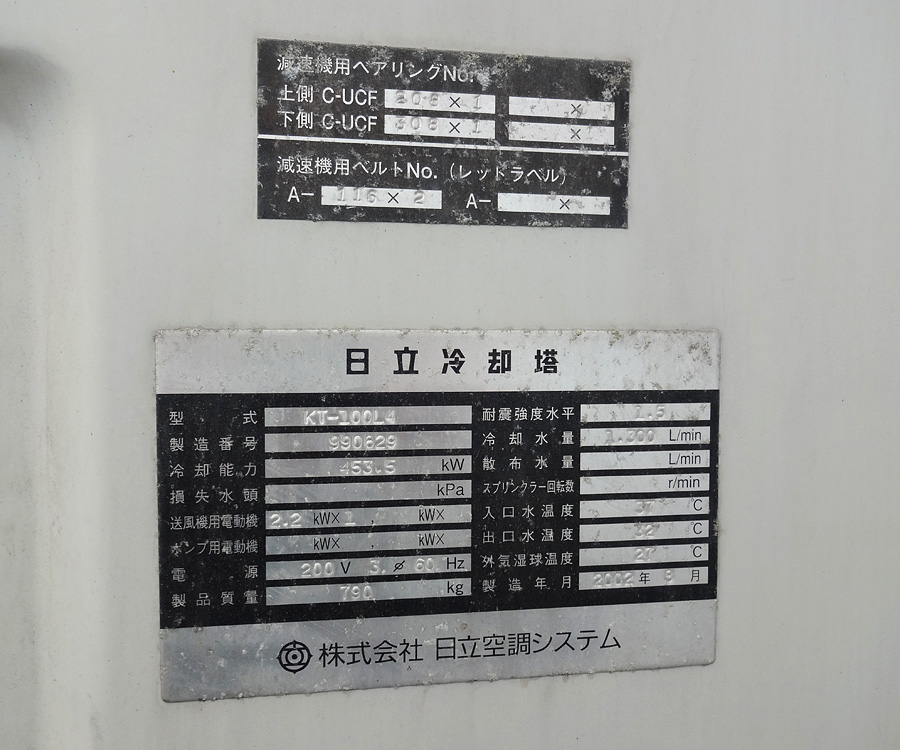 減速機用ベアリングNo.
上側 C-UCF 208 × 1 ×
下側 C-UCF 308 × 1 ×
減速機用ベルトNo. (レッドラベル)
A− 116 × 2 A− ×
日立冷却塔
型式 KT-100L4
製造番号 990629
冷却能力 453.5 kW
損失水頭 kPa
送風機用電動機 2.2 kW× 1 , kW×
ポンプ用電動機 kW× , kW×
電源 200 V 3 ø 60 Hz
製品質量 790 kg
耐震強度水平 1.5
冷却水量 1.300 L/min
散布水量 L/min
スプリンクラー回転数 r/min
入口水温度 37 C
出口水温度 32 C
外気湿球温度 27 C
製造年月 2002 年 月
株式会社 日立空調システム